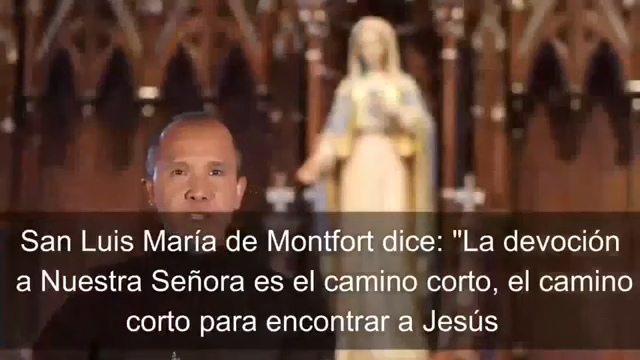 San Luis María de Montfort dice: "La devoción
a Nuestra Señora es el camino corto, el camino
corto para encontrar a Jesús